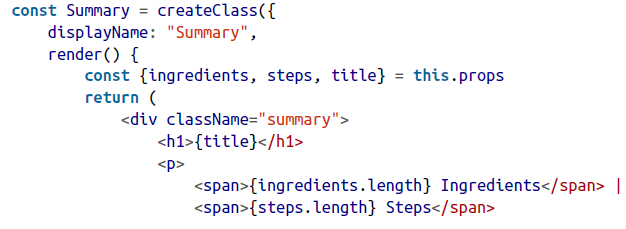 const Summary = createClass({
    displayName: "Summary",
    render() {
        const {ingredients, steps, title} = this.props
        return (
            <div className="summary">
                <h1>{title}</h1>
                <p>
                    <span>{ingredients.length} Ingredients</span> |
                    <span>{steps.length} Steps</span>